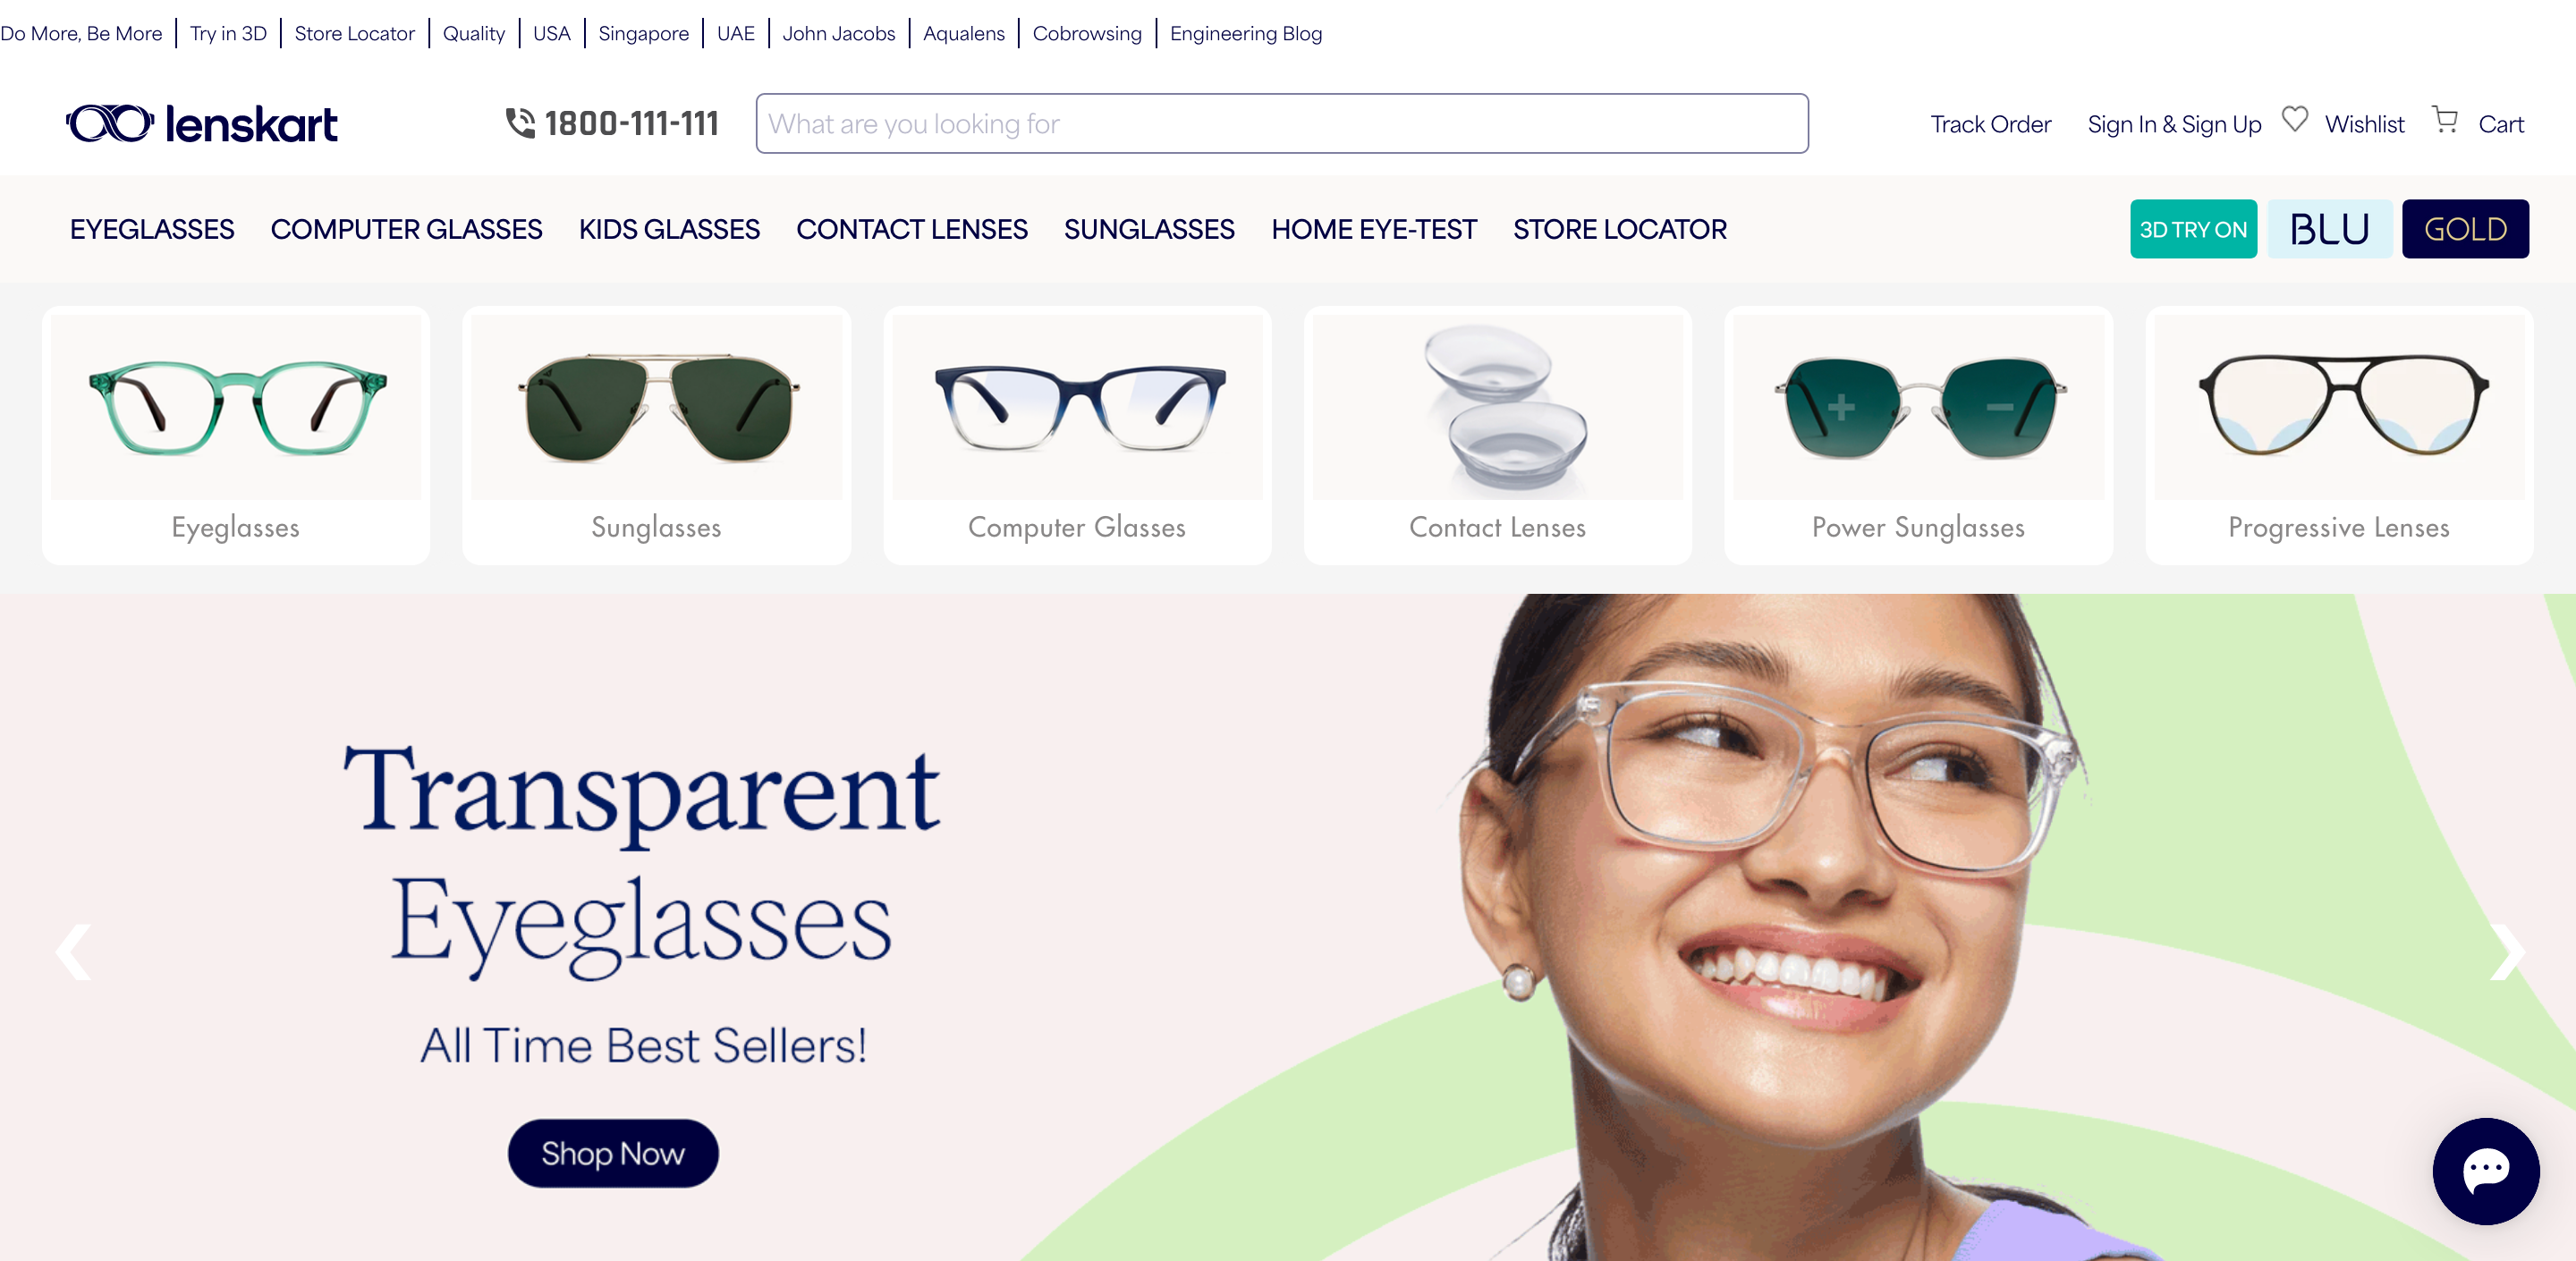 Do More, Be More | Try in 3D | Store Locator | Quality | USA | Singapore | UAE | John Jacobs | Aqualens | Cobrowsing | Engineering Blog
lenskart 1800-111-111 What are you looking for Track Order Sign In & Sign Up Wishlist Cart
EYEGLASSES COMPUTER GLASSES KIDS GLASSES CONTACT LENSES SUNGLASSES HOME EYE-TEST STORE LOCATOR 3D TRY ON BLU GOLD
Eyeglasses Sunglasses Computer Glasses Contact Lenses Power Sunglasses Progressive Lenses
Transparent
Eyeglasses
All Time Best Sellers!
Shop Now